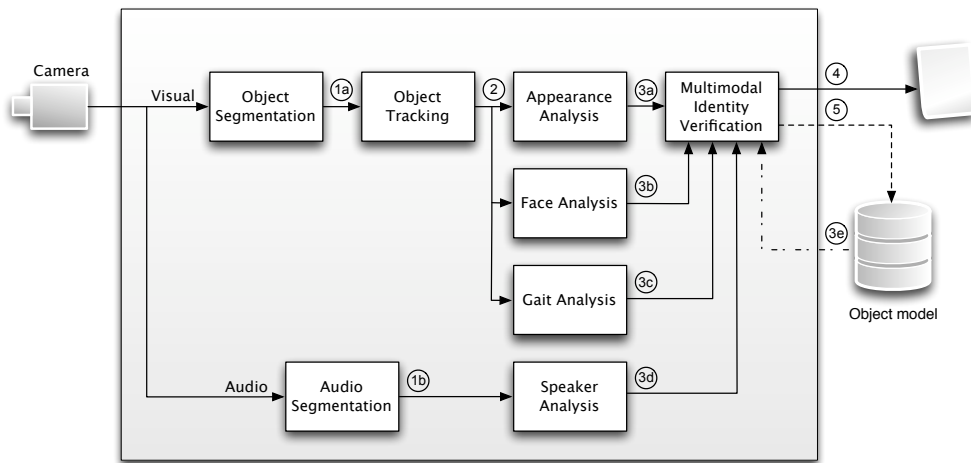 Camera
Visual
Object
Segmentation
1a
Object
Tracking
2
Appearance
Analysis
3a
Multimodal
Identity
Verification
4
5
Face Analysis
3b
3e
Gait Analysis
3c
Object model
Audio
Audio
Segmentation
1b
Speaker
Analysis
3d